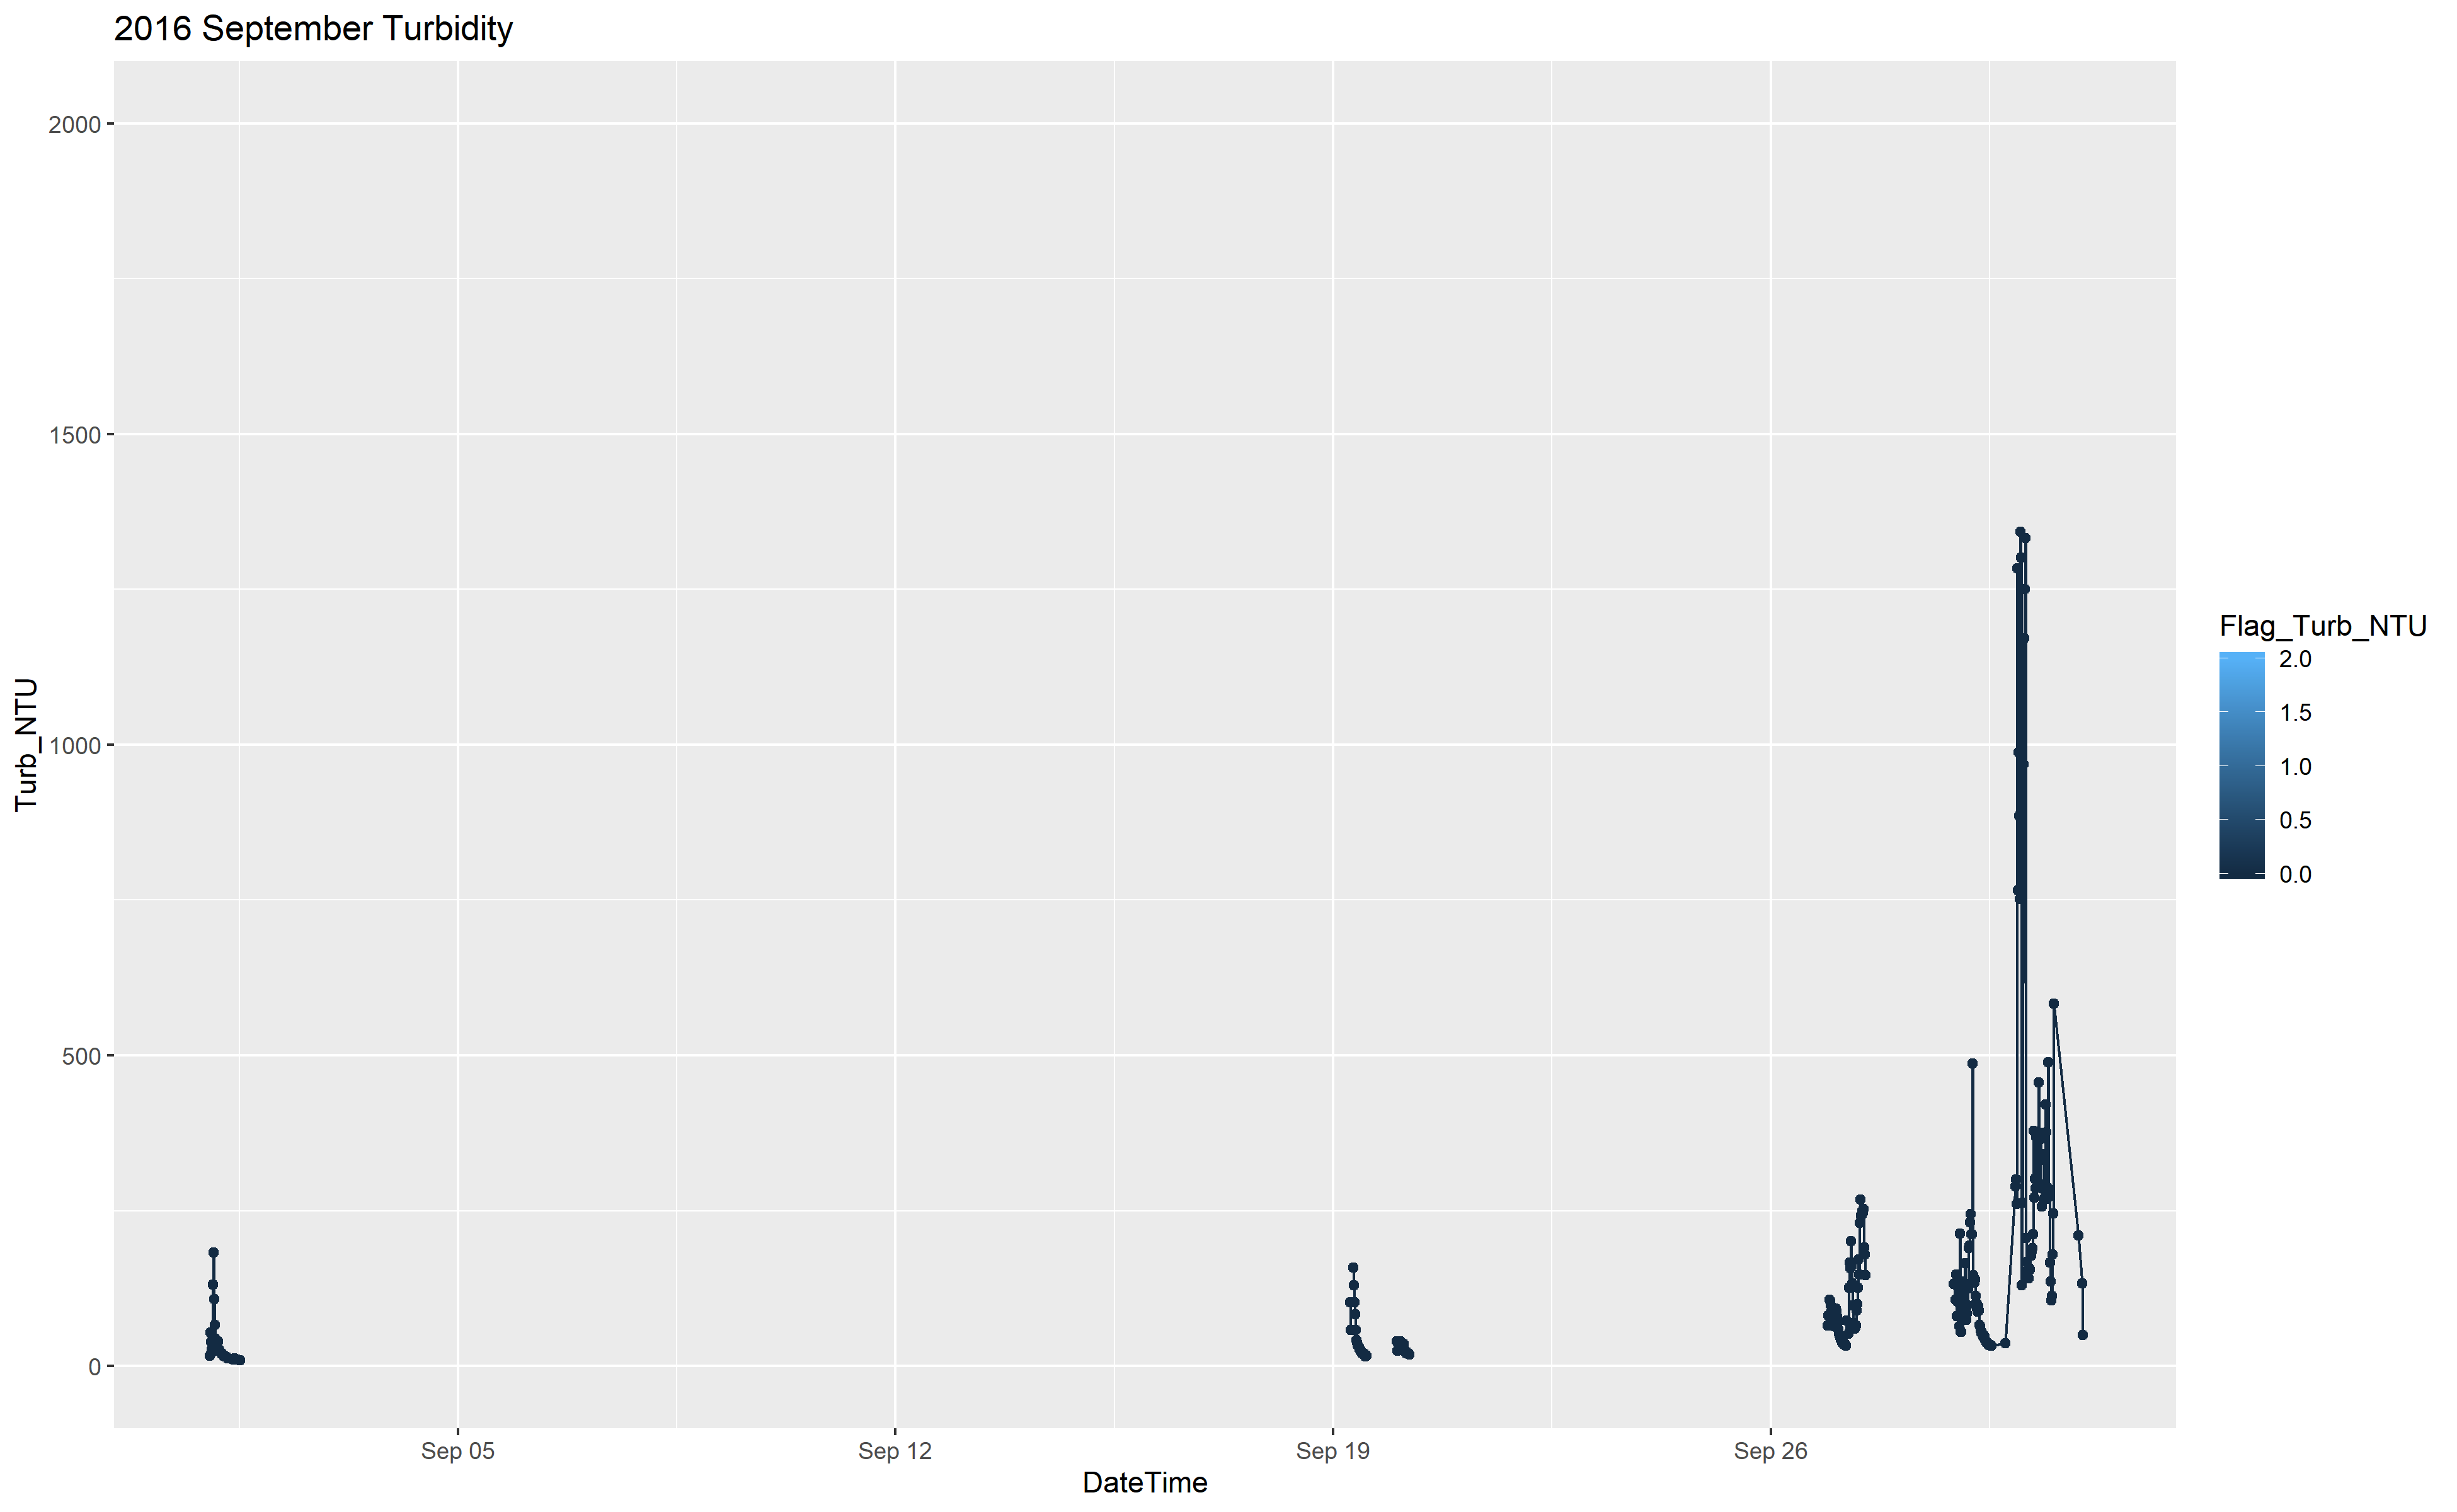 2016 September Turbidity
2000
1500
1000
500
0
Turb_NTU
Sep 05
Sep 12
Sep 19
Sep 26
DateTime
Flag_Turb_NTU
2.0
1.5
1.0
0.5
0.0